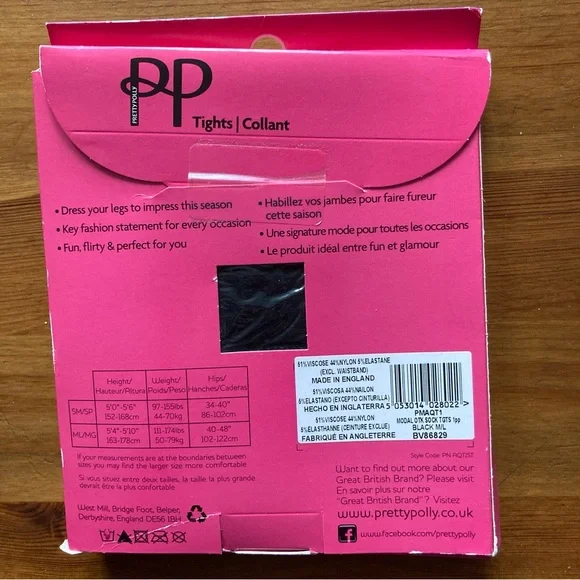 PRETTY POLLY
PP
Tights | Collant
• Dress your legs to impress this season
• Key fashion statement for every occasion
• Fun, flirty & perfect for you
• Habillez vos jambes pour faire fureur
cette saison
• Une signature mode pour toutes les occasions
• Le produit idéal entre fun et glamour
Height/ Hauteur/Altura Weight/ Poids/Peso Hips/ Hanches/Caderas
SM/SP 5'0"-5'6" 152-168cm 97-155lbs 44-70kg 34-40" 86-102cm
ML/MG 5'4"-5'10" 163-178cm 111-174lbs 50-79kg 40-48" 102-122cm
If your measurements are at the boundaries between
sizes you may find the larger size more comfortable
Si vous étiez entre deux tailles, la taille la plus grande
devrait être la plus confortable
West Mill, Bridge Foot, Belper,
Derbyshire, England DE56 1BH
51%VISCOSE 44%NYLON 5%ELASTANE
(EXCL. WAISTBAND)
MADE IN ENGLAND
51%VISCOSA 44%NAILON
5%ELASTANO (EXCEPTO CINTURILLA)
HECHO EN INGLATERRA
51%VISCOSE 44%NYLON
5%ELASTHANE (CEINTURE EXCLUE)
FABRIQUÉ EN ANGLETERRE
5 053014 028022 >
PMAQT1
MODAL OTK SOCK TGTS 1pp
BLACK M/L
BV86829
Want to find out more about our
Great British Brand? Please visit
En savoir plus sur notre
"Great British Brand" ? Visitez
www.prettypolly.co.uk
f www.facebook.com/prettypolly